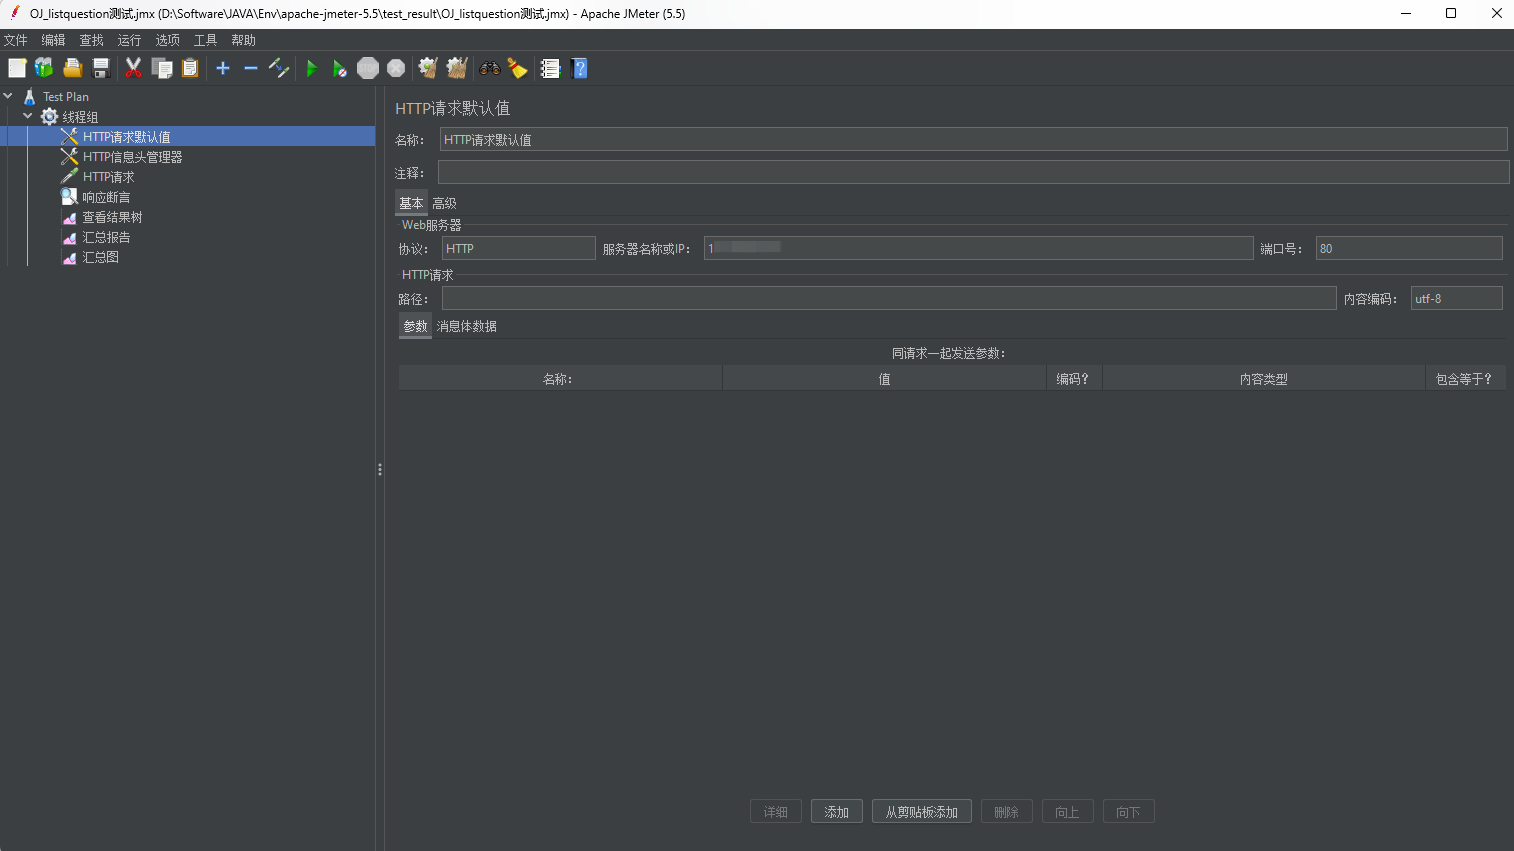 OJ_listquestion测试.jmx (D:\Software\JAVA\Env\apache-jmeter-5.5\test_result\OJ_listquestion测试.jmx) - Apache JMeter (5.5)
文件 编辑 查找 运行 选项 工具 帮助
Test Plan
线程组
HTTP请求默认值
HTTP信息头管理器
HTTP请求
响应断言
查看结果树
汇总报告
汇总图
HTTP请求默认值
名称： HTTP请求默认值
注释：
基本 高级
Web服务器
协议： HTTP 服务器名称或IP： 1 端口号： 80
HTTP请求
路径： 内容编码： utf-8
参数 消息体数据
同请求一起发送参数：
名称： 值 编码? 内容类型 包含等于?
详细 添加 从剪贴板添加 删除 向上 向下